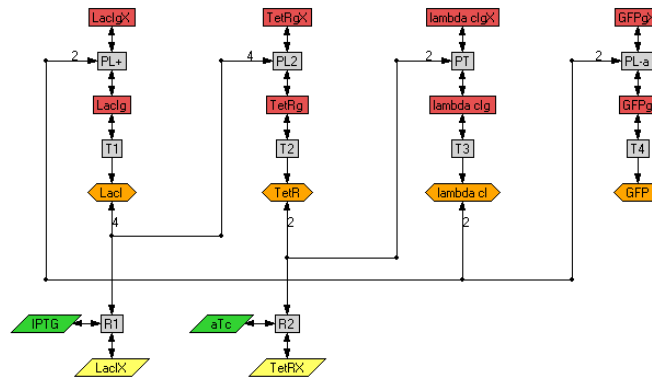 LacIgX TetRgX lambda cIgX GFPgX
2 PL+ 4 PL2 2 PT 2 PL-a
LacIg TetRg lambda cIg GFPg
T1 T2 T3 T4
LacI TetR lambda cI GFP
4 2 2
IPTG R1 aTc R2
LacIX TetRX